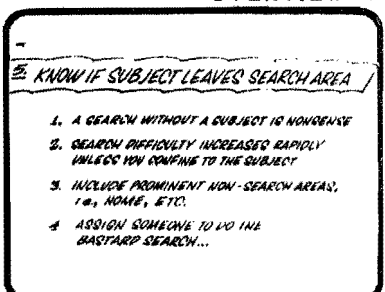 5. KNOW IF SUBJECT LEAVES SEARCH AREA
1. A SEARCH WITHOUT A SUBJECT IS NONSENSE
2. SEARCH DIFFICULTY INCREASES RAPIDLY
UNLESS YOU CONFINE TO THE SUBJECT
3. INCLUDE PROMINENT NON-SEARCH AREAS,
i.e., HOME, ETC.
4 ASSIGN SOMEONE TO DO THE
BASTARD SEARCH...